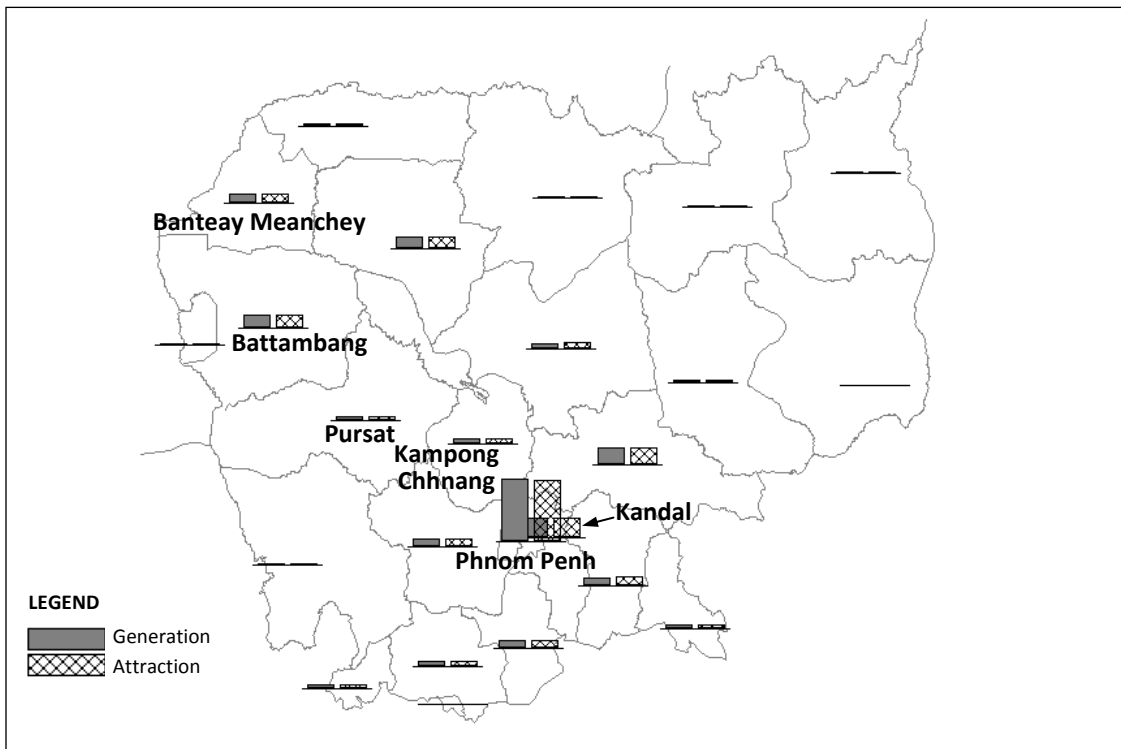 Banteay Meanchey
Battambang
Pursat
Kampong
Chhnang
Kandal
Phnom Penh
LEGEND
Generation
Attraction